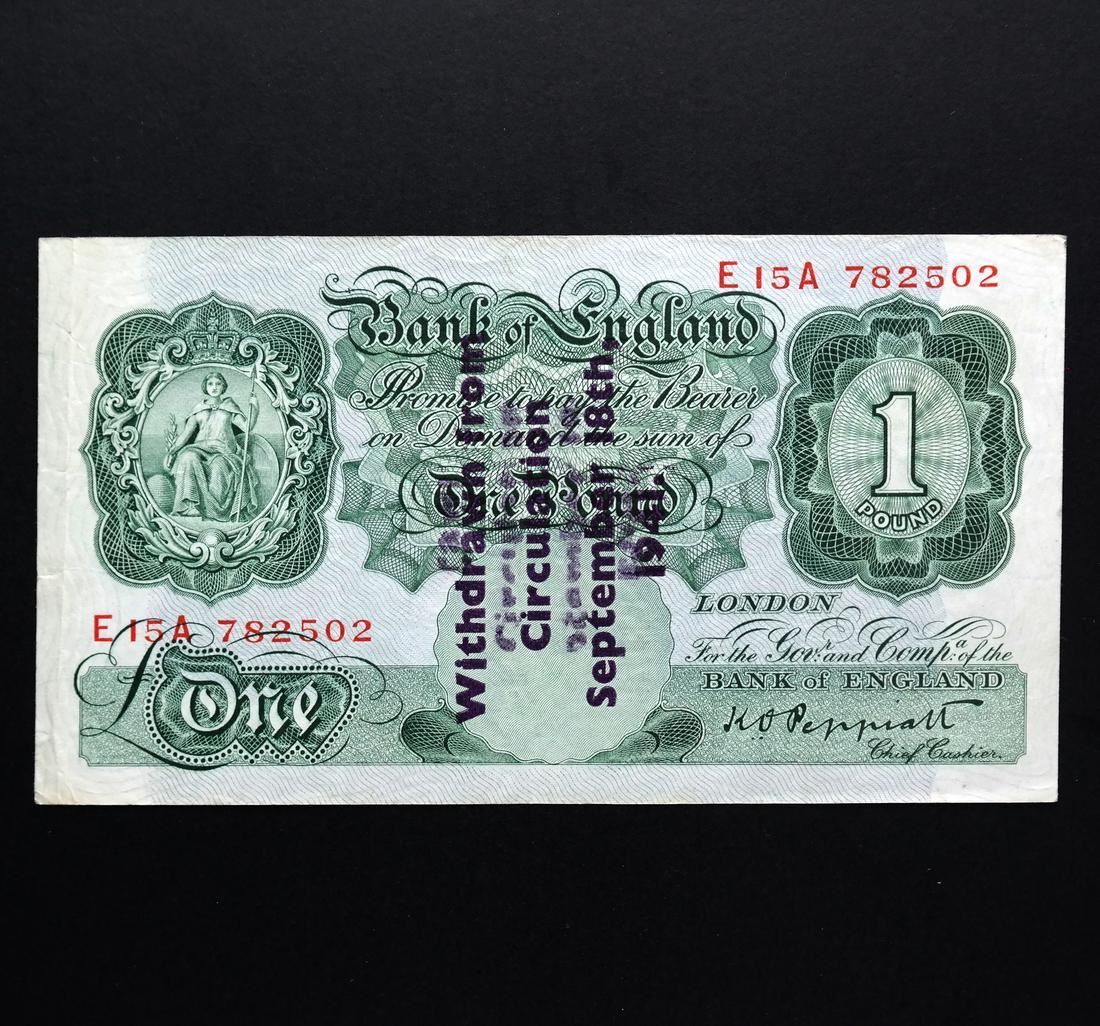 E 15A 782502
Bank of England
Promise to pay the Bearer
on Demand the sum of
One Pound
1
POUND
LONDON
For the Govr. and Compa. of the
BANK of ENGLAND
K O Peppiatt
Chief Cashier.
E 15A 782502
£ One
Withdrawn from
Circulation
September 18th,
1941.